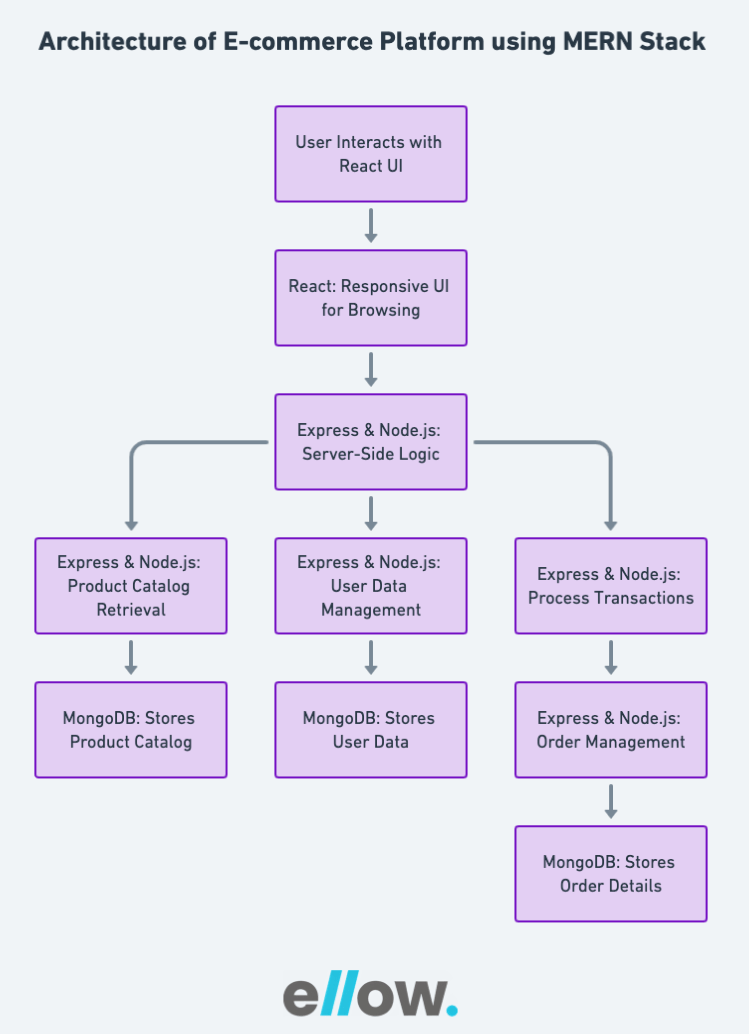 Architecture of E-commerce Platform using MERN Stack
User Interacts with
React UI
React: Responsive UI
for Browsing
Express & Node.js:
Server-Side Logic
Express & Node.js:
Product Catalog
Retrieval
Express & Node.js:
User Data
Management
Express & Node.js:
Process Transactions
MongoDB: Stores
Product Catalog
MongoDB: Stores
User Data
Express & Node.js:
Order Management
MongoDB: Stores
Order Details
ellow.